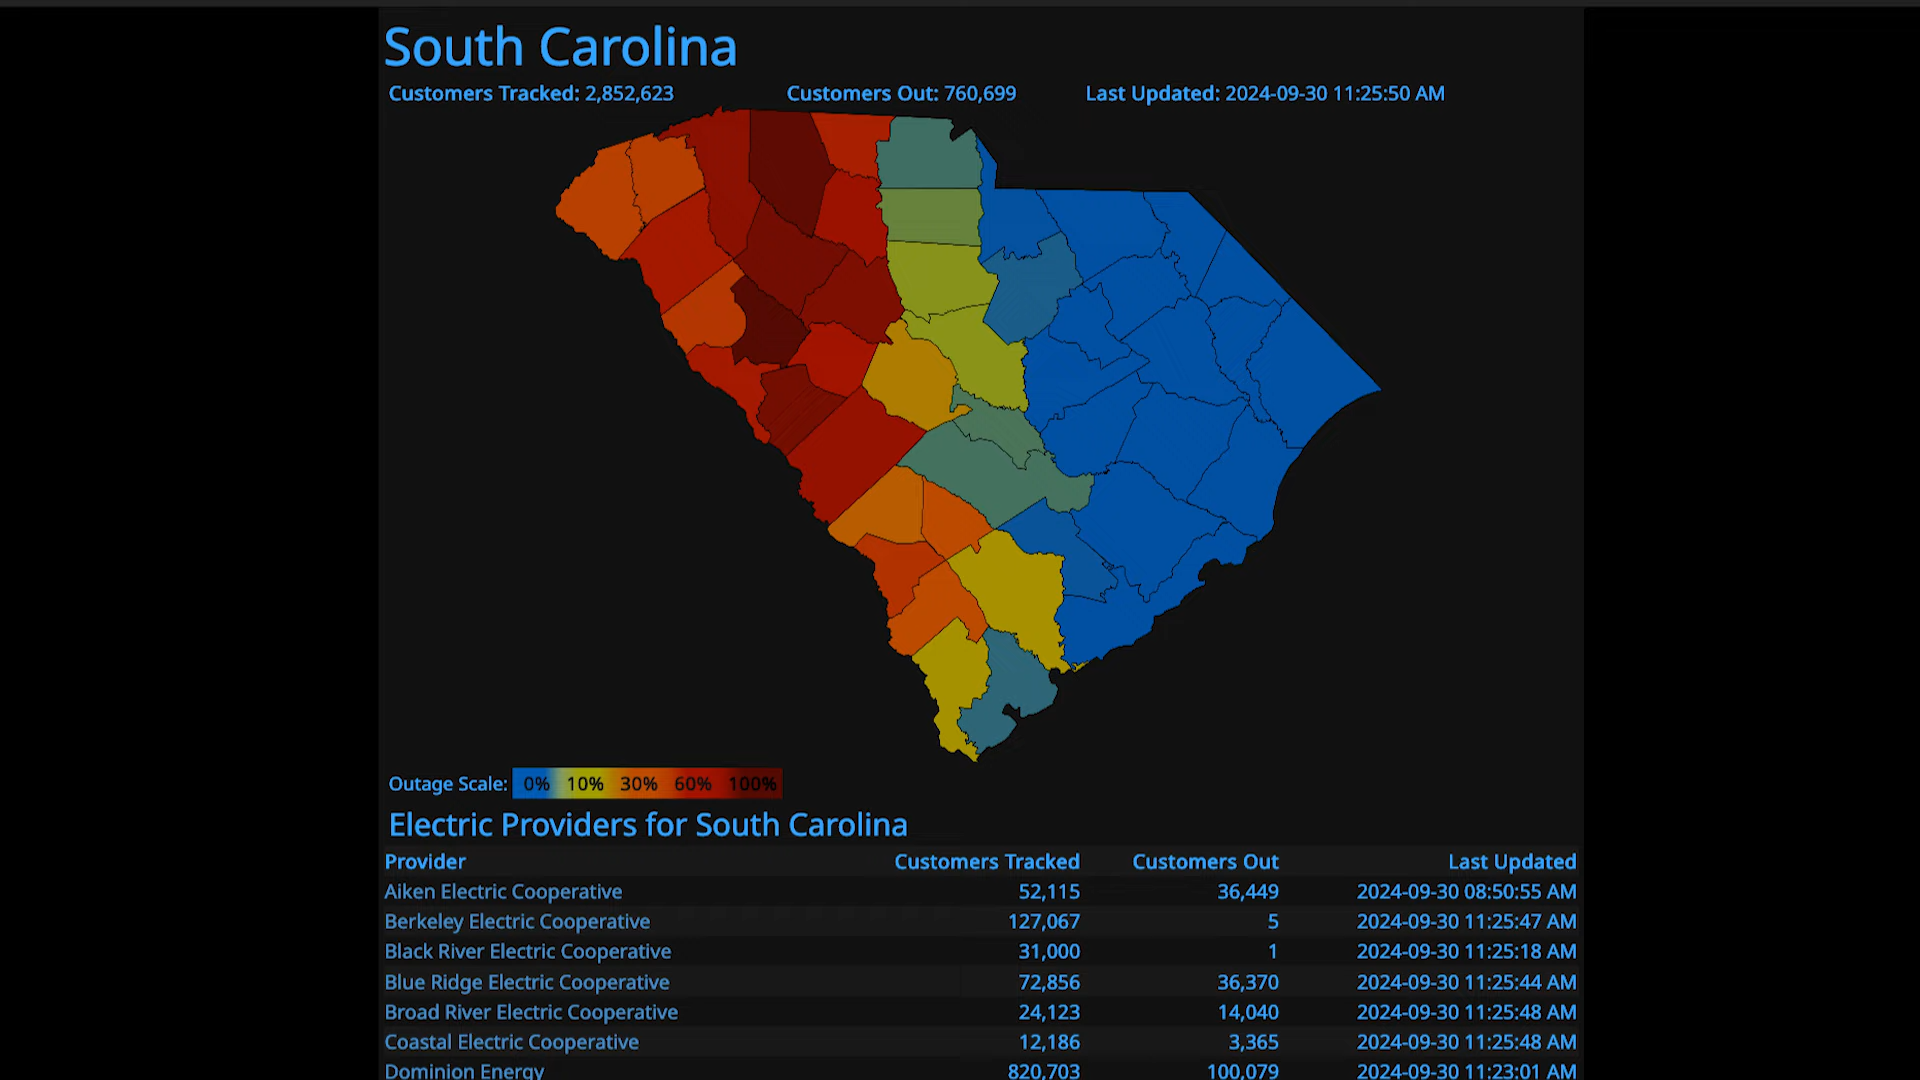 South Carolina
Customers Tracked: 2,852,623 Customers Out: 760,699 Last Updated: 2024-09-30 11:25:50 AM
Outage Scale: 0% 10% 30% 60% 100%
Electric Providers for South Carolina
Provider Customers Tracked Customers Out Last Updated
Aiken Electric Cooperative 52,115 36,449 2024-09-30 08:50:55 AM
Berkeley Electric Cooperative 127,067 5 2024-09-30 11:25:47 AM
Black River Electric Cooperative 31,000 1 2024-09-30 11:25:18 AM
Blue Ridge Electric Cooperative 72,856 36,370 2024-09-30 11:25:44 AM
Broad River Electric Cooperative 24,123 14,040 2024-09-30 11:25:48 AM
Coastal Electric Cooperative 12,186 3,365 2024-09-30 11:25:48 AM
Dominion Energy 820,703 100,079 2024-09-30 11:23:01 AM